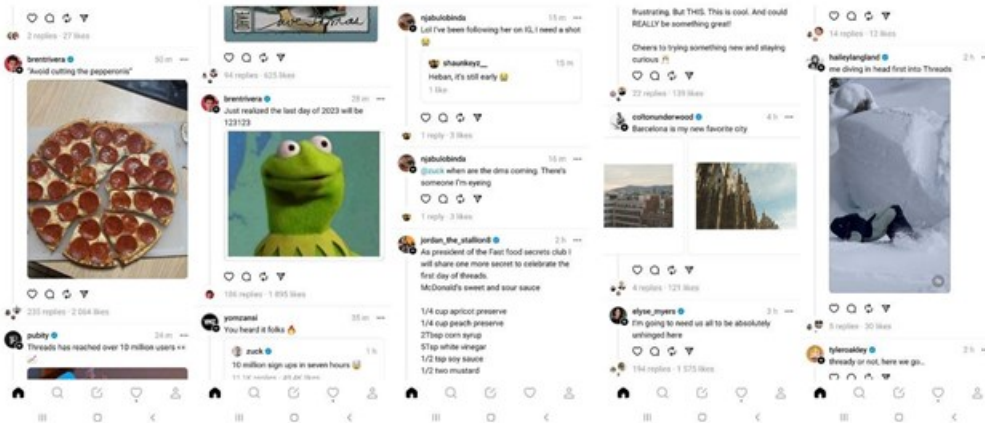 2 replies · 27 likes
brentrivera 50 m
"Avoid cutting the pepperonis"
235 replies · 2 064 likes
pubity 24 m
Threads has reached over 10 million users 👀
94 replies · 625 likes
brentrivera 28 m
Just realized the last day of 2023 will be
123123
186 replies · 1 895 likes
yomzansi 35 m
You heard it folks 🔥
zuck 1 h
10 million sign ups in seven hours 🤯
njabulobinda 15 m
Lol I've been following her on IG, I need a shot
😭
shaunkeyz__ 15 m
Heban, it's still early 😭
1 like
1 reply · 3 likes
njabulobinda 16 m
@zuck when are the dms coming. There's
someone I'm eyeing
1 reply · 3 likes
jordan_the_stallion8 2 h
As president of the Fast food secrets club I
will share one more secret to celebrate the
first day of threads.
McDonald's sweet and sour sauce
1/4 cup apricot preserve
1/4 cup peach preserve
2Tbsp corn syrup
5Tsp white vinegar
1/2 tsp soy sauce
1/2 two mustard
frustrating. But THIS. This is cool. And could
REALLY be something great!
Cheers to trying something new and staying
curious 🥂
22 replies · 139 likes
coltonunderwood 4 h
Barcelona is my new favorite city
4 replies · 121 likes
elyse_myers 3 h
I'm going to need us all to be absolutely
unhinged here
194 replies · 1 575 likes
14 replies · 12 likes
haileylangland 2 h
me diving in head first into Threads
5 replies · 30 likes
tyleroakley 2 h
thready or not, here we go...